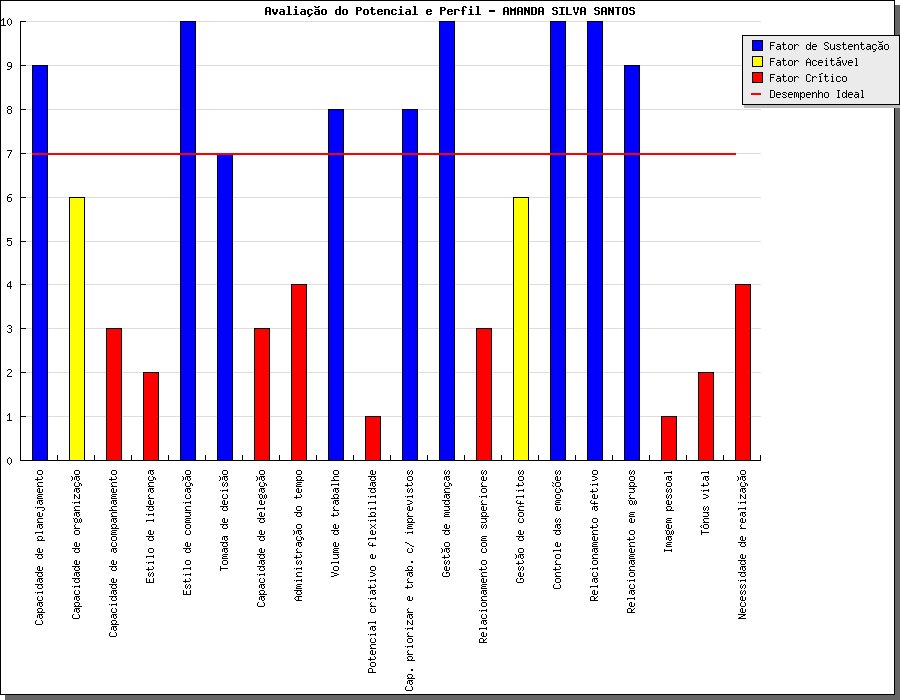 Avaliação do Potencial e Perfil - AMANDA SILVA SANTOS
Fator de Sustentação
Fator Aceitável
Fator Crítico
Desempenho Ideal
10
9
8
7
6
5
4
3
2
1
0
Capacidade de planejamento
Capacidade de organização
Capacidade de acompanhamento
Estilo de liderança
Estilo de comunicação
Tomada de decisão
Capacidade de delegação
Administração do tempo
Volume de trabalho
Potencial criativo e flexibilidade
Cap. priorizar e trab. c/ imprevistos
Gestão de mudanças
Relacionamento com superiores
Gestão de conflitos
Controle das emoções
Relacionamento afetivo
Relacionamento em grupos
Imagem pessoal
Tônus vital
Necessidade de realização